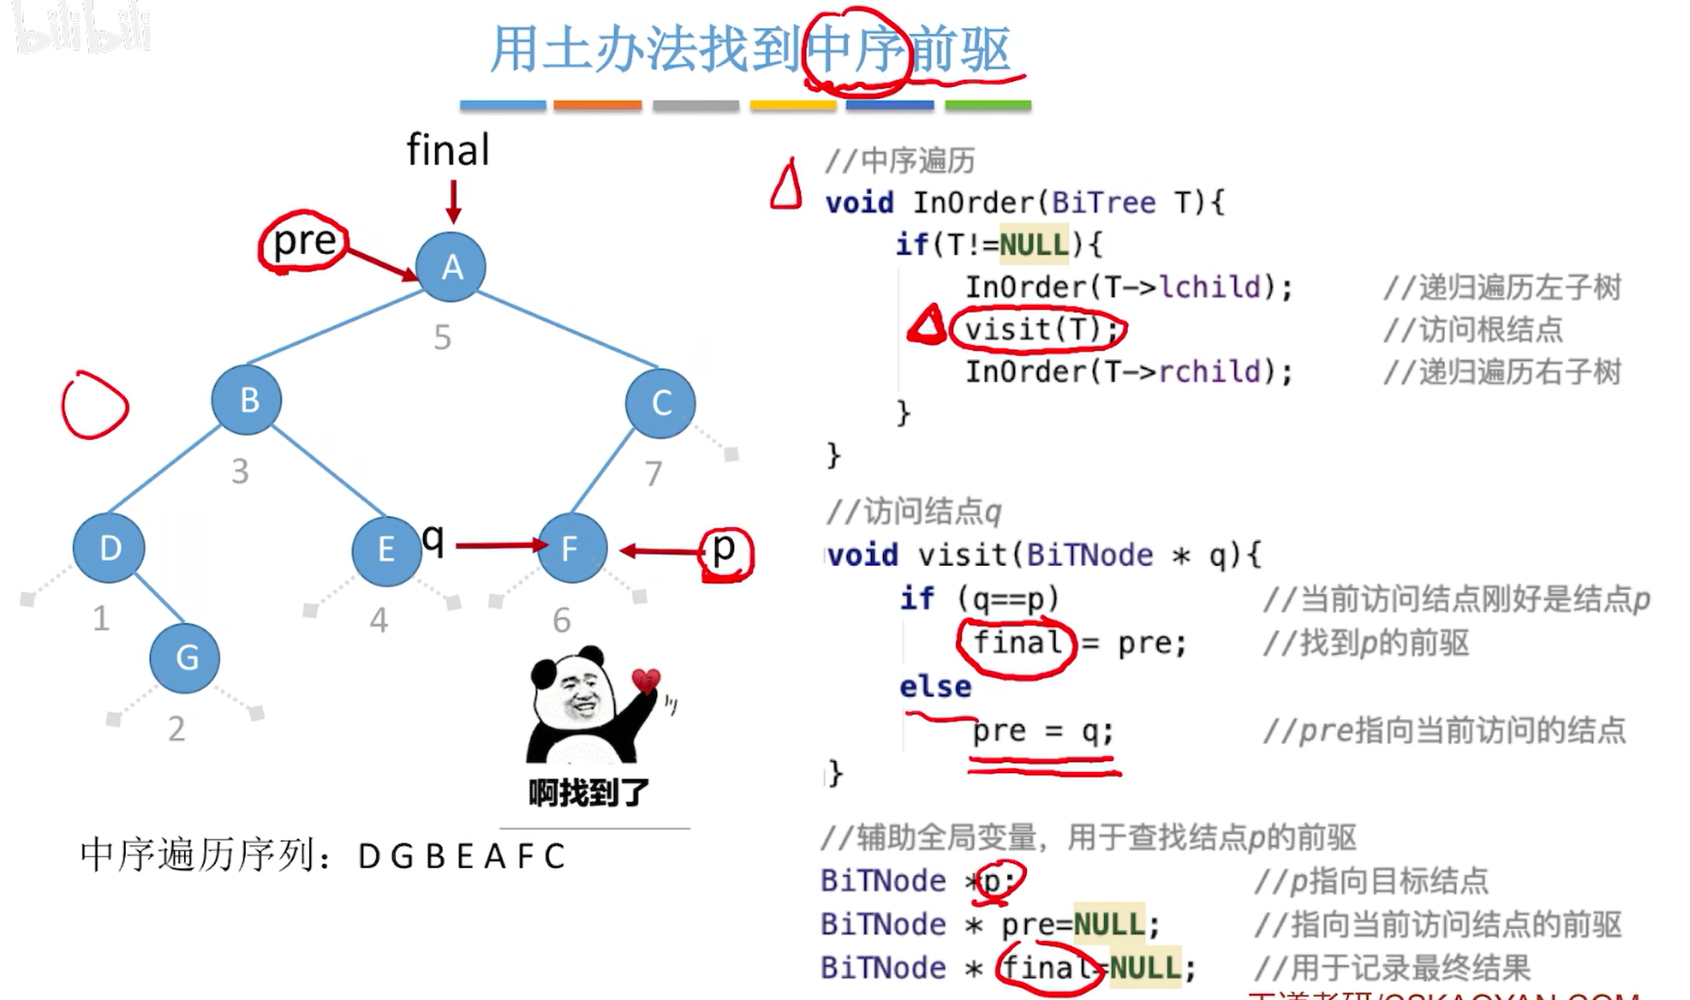 bilibili
用土办法找到中序前驱
final
pre
A
5
B
C
3
7
D
E
q
F
p
1
4
6
G
2
啊找到了
中序遍历序列：D G B E A F C
//中序遍历
void InOrder(BiTree T){
if(T!=NULL){
InOrder(T->lchild); //递归遍历左子树
visit(T); //访问根结点
InOrder(T->rchild); //递归遍历右子树
}
}
//访问结点q
void visit(BiTNode * q){
if (q==p) //当前访问结点刚好是结点p
final = pre; //找到p的前驱
else
pre = q; //pre指向当前访问的结点
}
//辅助全局变量，用于查找结点p的前驱
BiTNode *p; //p指向目标结点
BiTNode * pre=NULL; //指向当前访问结点的前驱
BiTNode * final=NULL; //用于记录最终结果
王道考研/CSKAOYAN.COM